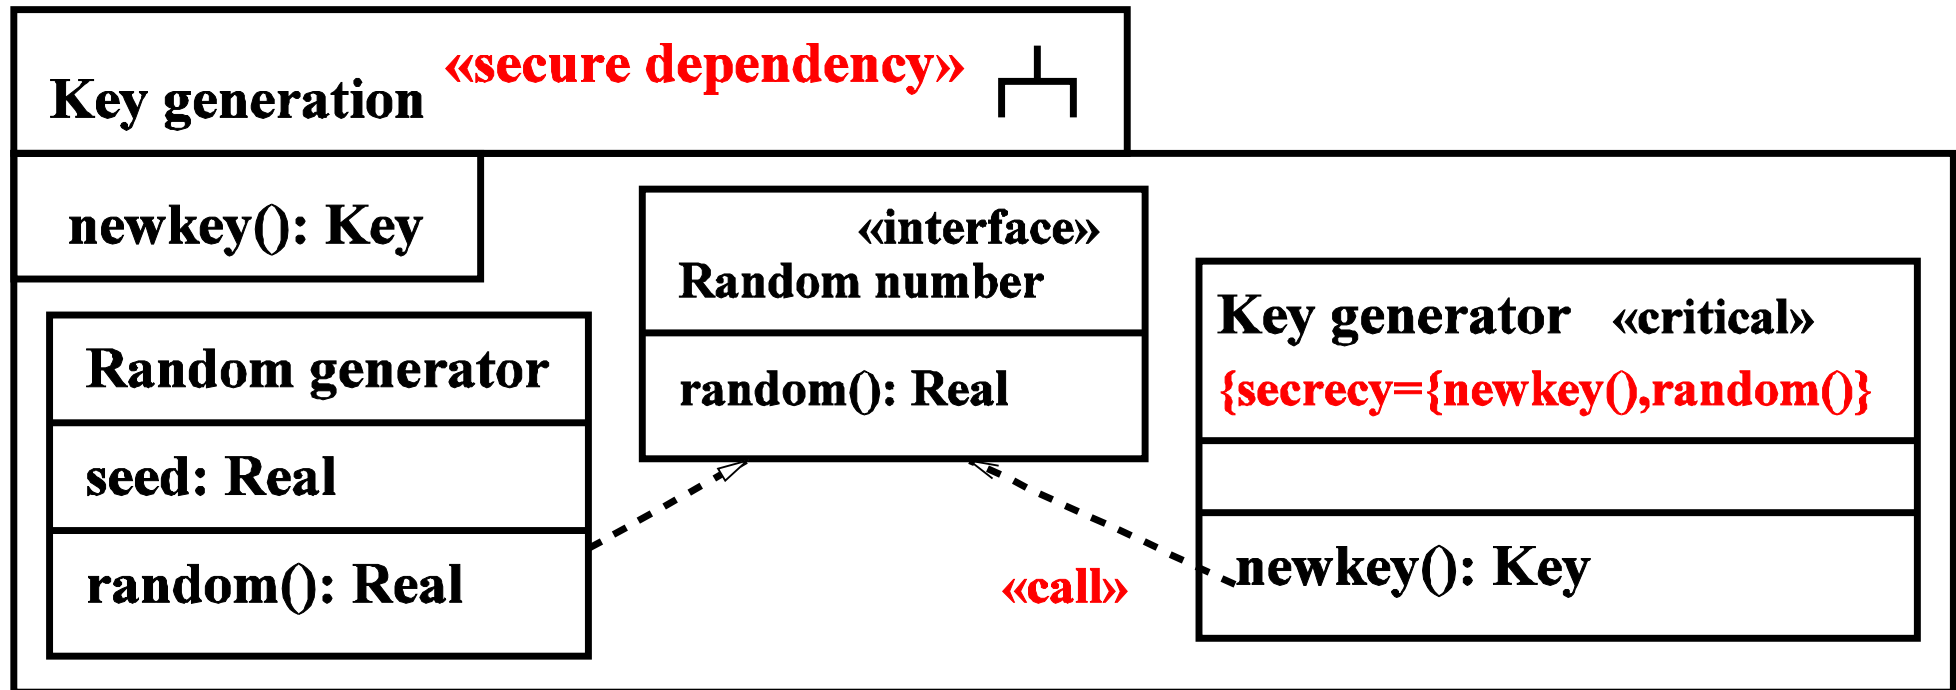 Key generation «secure dependency»
newkey(): Key
«interface»
Random number
random(): Real
Random generator
seed: Real
random(): Real
Key generator «critical»
{secrecy={newkey(),random()}
newkey(): Key
«call»